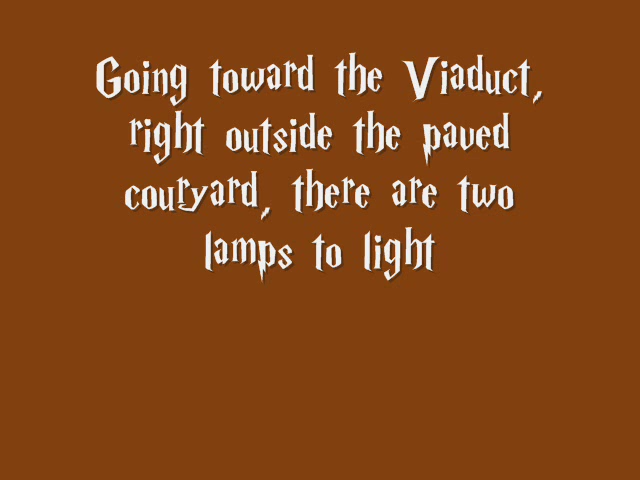 Going toward the Viaduct,
right outside the paved
couryard, there are two
lamps to light